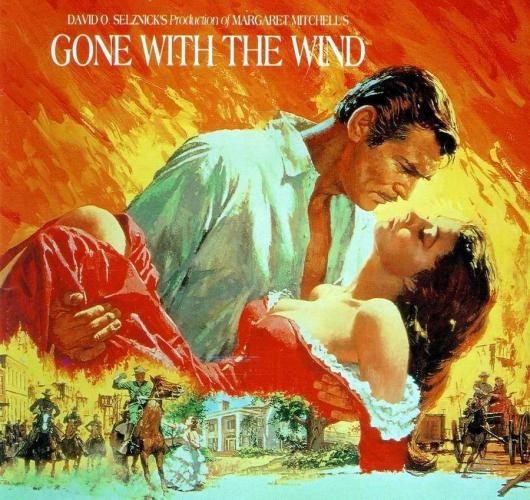 DAVID O. SELZNICK'S Production of MARGARET MITCHELL'S
GONE WITH THE WIND